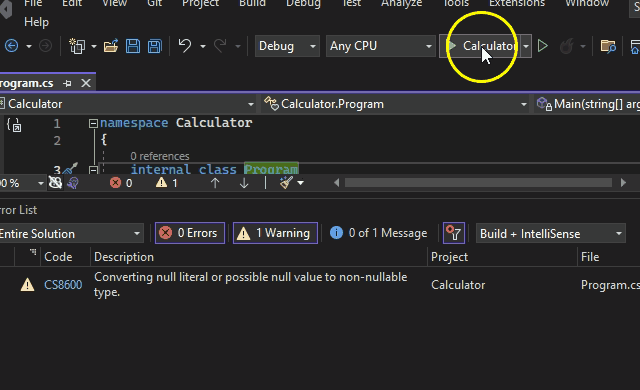 Edit View Git Project Build Debug Test Analyze Tools Extensions Window
Help
Debug Any CPU Calculator
rogram.cs
Calculator Calculator.Program Main(string[] arg
1 namespace Calculator
2 {
0 references
3 internal class Program
00 % 0 1
rror List
Entire Solution 0 Errors 1 Warning 0 of 1 Message Build + IntelliSense
Code Description Project File
CS8600 Converting null literal or possible null value to non-nullable type. Calculator Program.cs